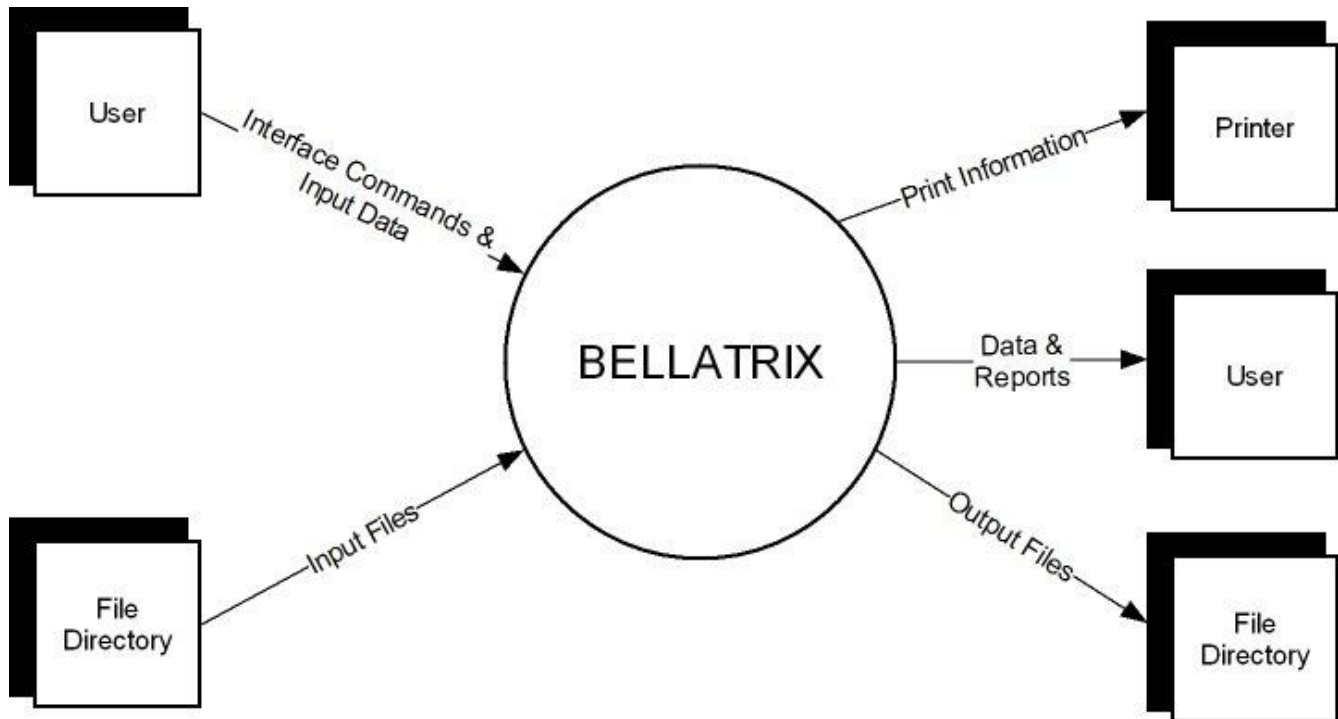 User
Interface Commands &
Input Data
File
Directory
Input Files
BELLATRIX
Print Information
Printer
Data &
Reports
User
Output Files
File
Directory